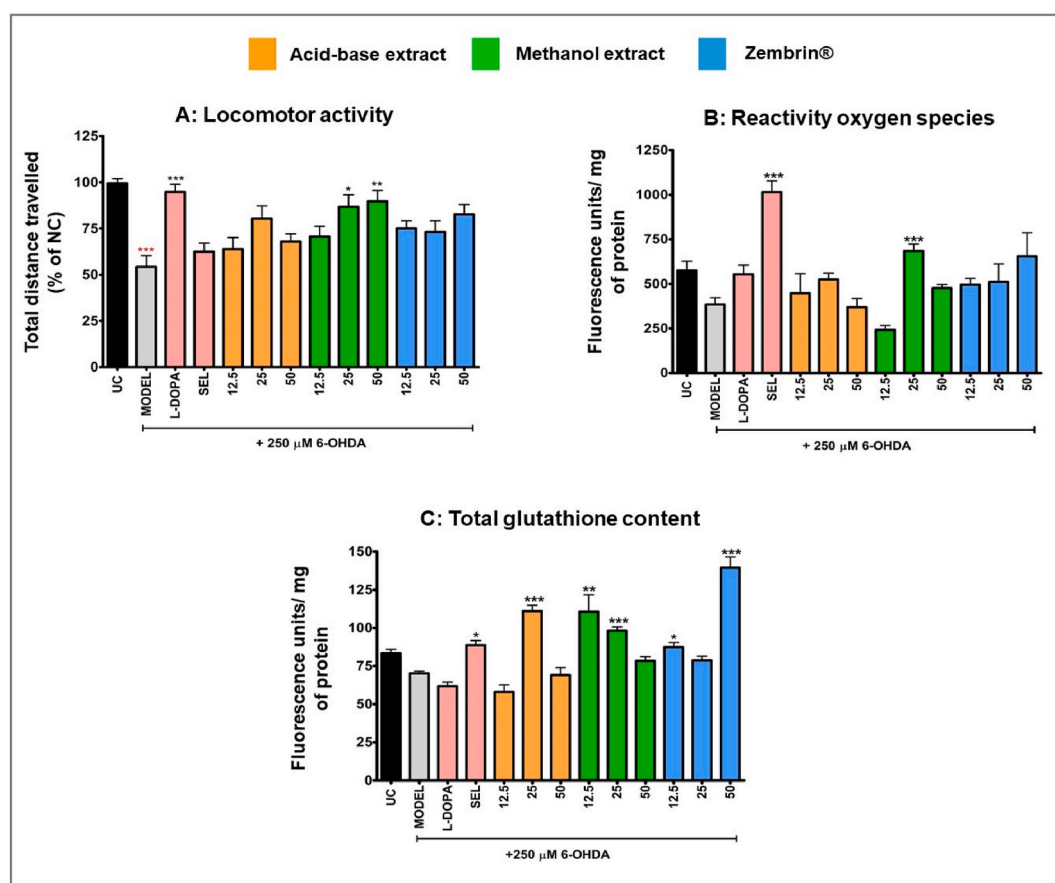 Acid-base extract Methanol extract Zembrin®
A: Locomotor activity
Total distance travelled
(% of NC)
125
100
75
50
25
0
***
***
*
**
UC MODEL L-DOPA SEL 12.5 25 50 12.5 25 50 12.5 25 50
+ 250 µM 6-OHDA
B: Reactivity oxygen species
Fluorescence units/ mg
of protein
1250
1000
750
500
250
0
***
***
UC MODEL L-DOPA SEL 12.5 25 50 12.5 25 50 12.5 25 50
+ 250 µM 6-OHDA
C: Total glutathione content
Fluorescence units/ mg
of protein
150
125
100
75
50
25
0
*
***
**
***
*
***
UC MODEL L-DOPA SEL 12.5 25 50 12.5 25 50 12.5 25 50
+250 µM 6-OHDA